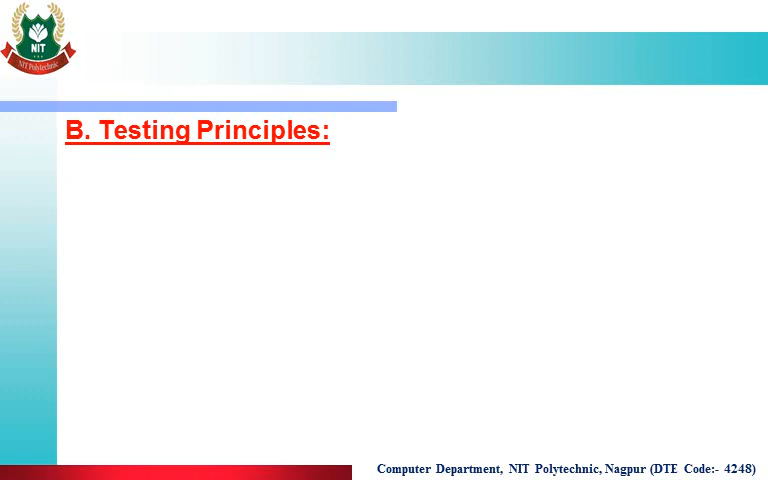 NIT
NIT Polytechnic
B. Testing Principles:
Computer Department, NIT Polytechnic, Nagpur (DTE Code:- 4248)